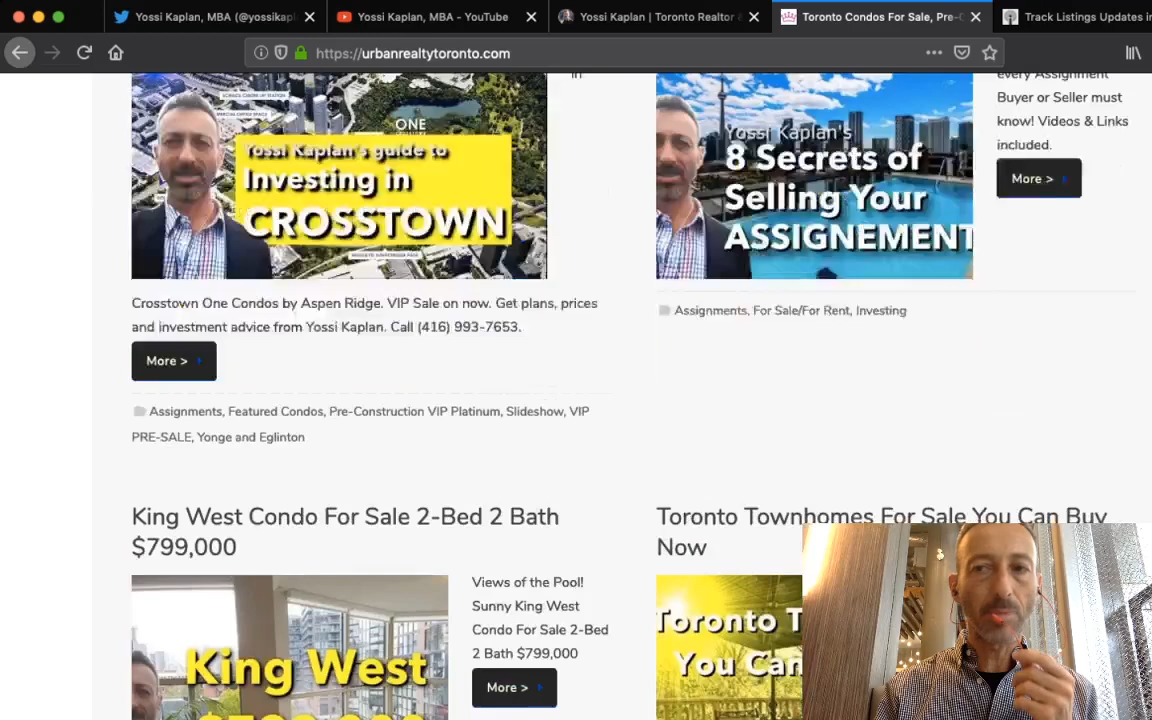 Yossi Kaplan, MBA (@yossikapl
Yossi Kaplan, MBA - YouTube
Yossi Kaplan | Toronto Realtor &
Toronto Condos For Sale, Pre-C
Track Listings Updates in
https://urbanrealtytoronto.com
ONE
Yossi Kaplan's guide to
Investing in
CROSSTOWN
Crosstown One Condos by Aspen Ridge. VIP Sale on now. Get plans, prices
and investment advice from Yossi Kaplan. Call (416) 993-7653.
More >
Assignments, Featured Condos, Pre-Construction VIP Platinum, Slideshow, VIP
PRE-SALE, Yonge and Eglinton
Yossi Kaplan's
8 Secrets of
Selling Your
ASSIGNEMENT
every Assignment
Buyer or Seller must
know! Videos & Links
included.
More >
Assignments, For Sale/For Rent, Investing
King West Condo For Sale 2-Bed 2 Bath
$799,000
King West
$799,000
Views of the Pool!
Sunny King West
Condo For Sale 2-Bed
2 Bath $799,000
More >
Toronto Townhomes For Sale You Can Buy
Now
Toronto T
You Can